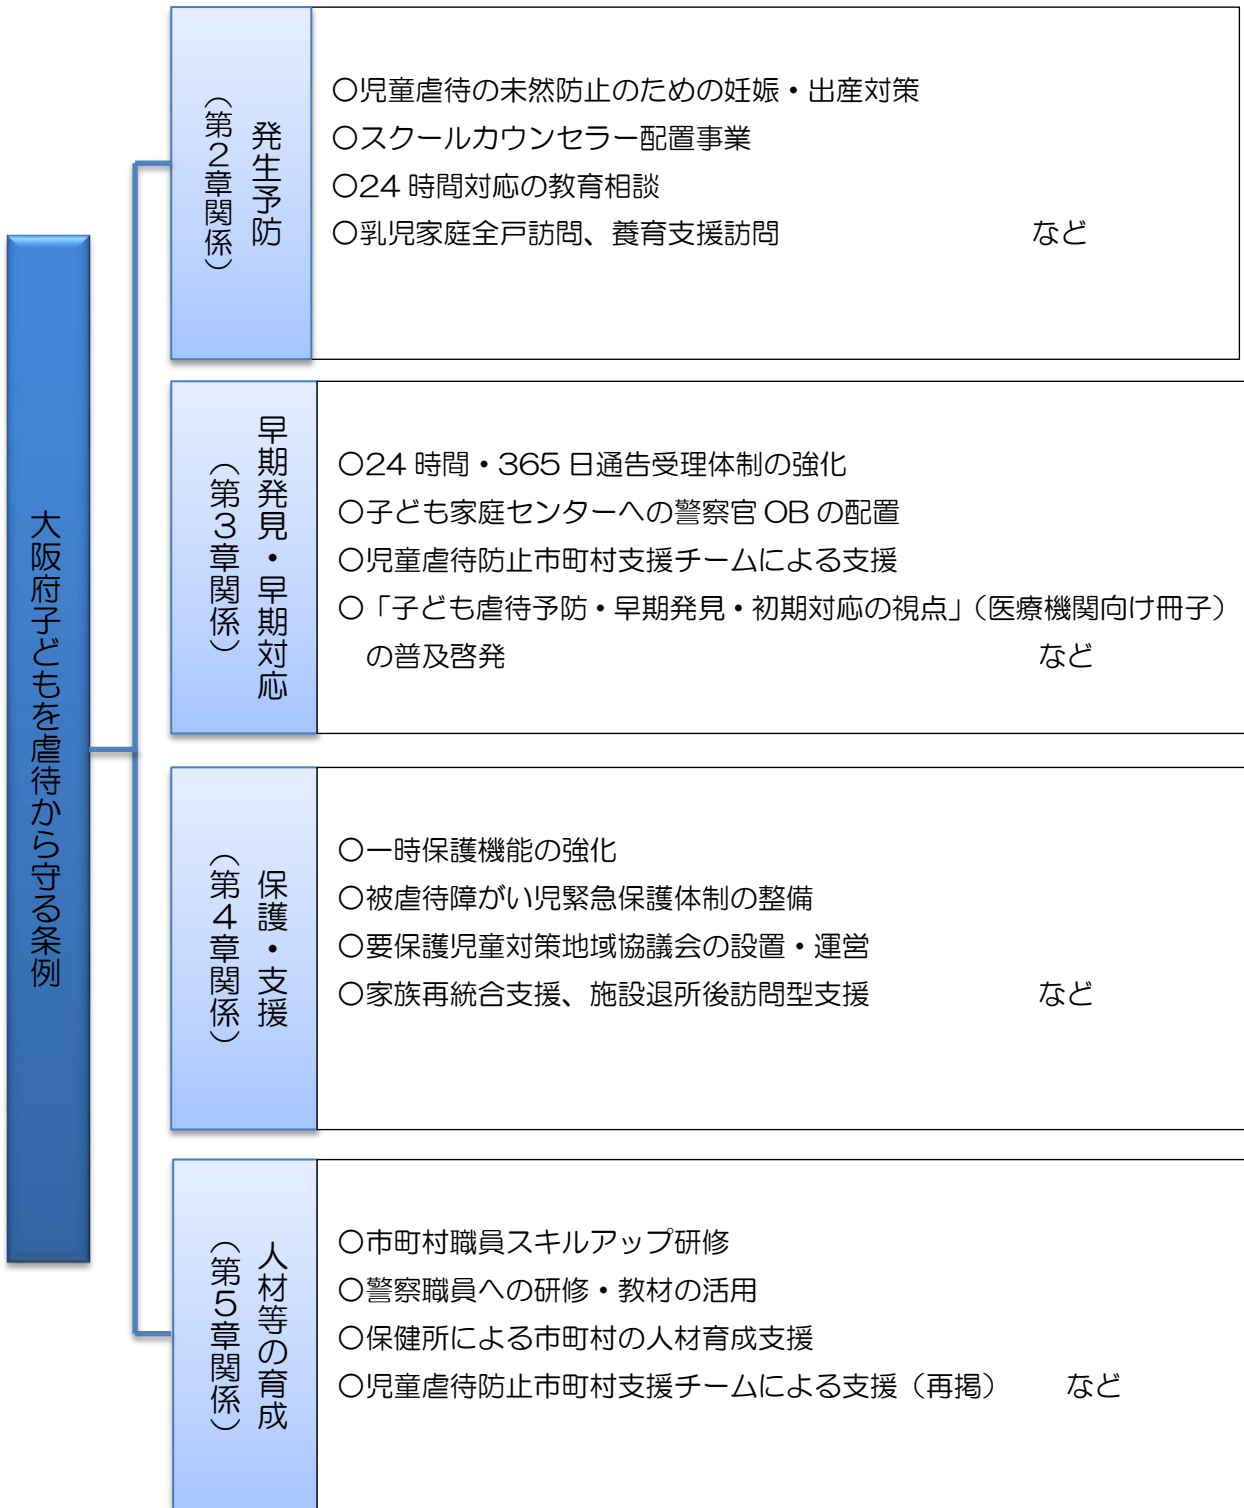 大阪府子どもを虐待から守る条例
発生予防
（第2章関係）
○児童虐待の未然防止のための妊娠・出産対策
○スクールカウンセラー配置事業
○24時間対応の教育相談
○乳児家庭全戸訪問、養育支援訪問 など
早期発見・早期対応
（第3章関係）
○24時間・365日通告受理体制の強化
○子ども家庭センターへの警察官OBの配置
○児童虐待防止市町村支援チームによる支援
○「子ども虐待予防・早期発見・初期対応の視点」（医療機関向け冊子）
の普及啓発 など
保護・支援
（第4章関係）
○一時保護機能の強化
○被虐待障がい児緊急保護体制の整備
○要保護児童対策地域協議会の設置・運営
○家族再統合支援、施設退所後訪問型支援 など
人材等の育成
（第5章関係）
○市町村職員スキルアップ研修
○警察職員への研修・教材の活用
○保健所による市町村の人材育成支援
○児童虐待防止市町村支援チームによる支援（再掲） など